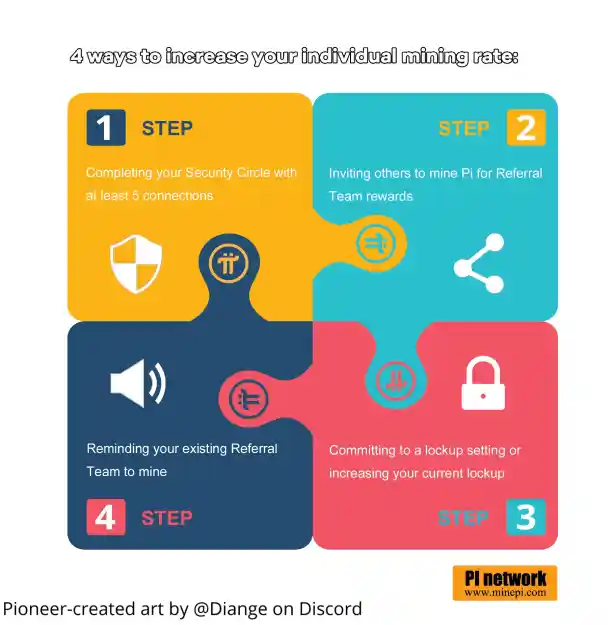 4 ways to increase your individual mining rate:
1 STEP
Completing your Security Circle with
at least 5 connections
STEP 2
Inviting others to mine Pi for Referral
Team rewards
Reminding your existing Referral
Team to mine
4 STEP
Committing to a lockup setting or
increasing your current lockup
STEP 3
PI network
www.minepi.com
Pioneer-created art by @Diange on Discord